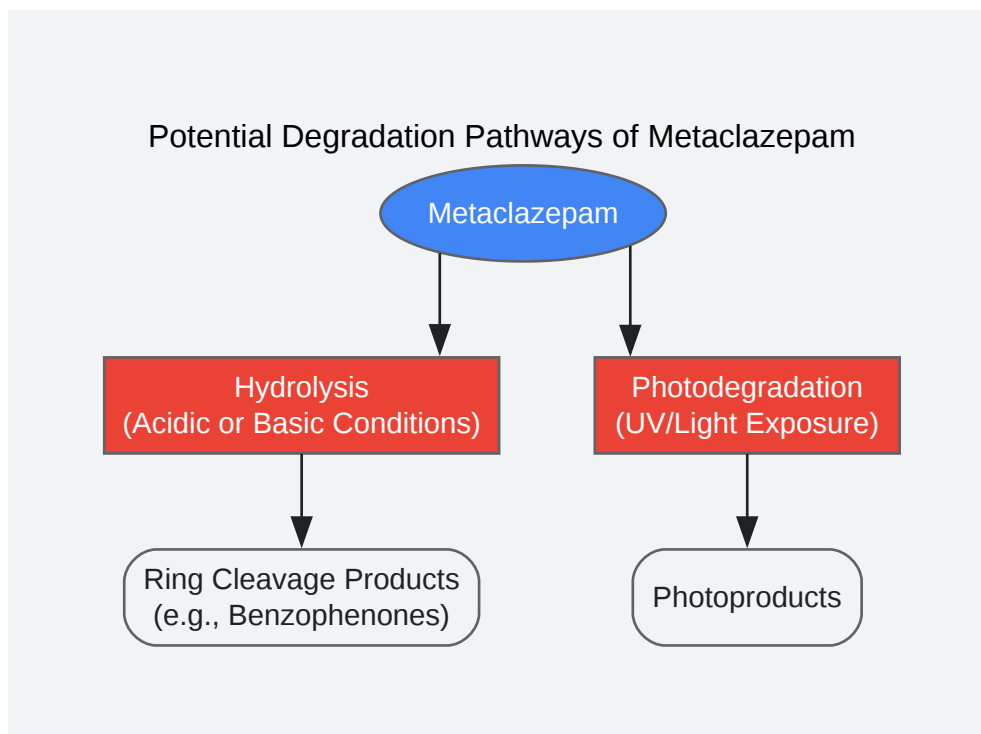 Potential Degradation Pathways of Metaclazepam
Metaclazepam
Hydrolysis
(Acidic or Basic Conditions)
Photodegradation
(UV/Light Exposure)
Ring Cleavage Products
(e.g., Benzophenones)
Photoproducts